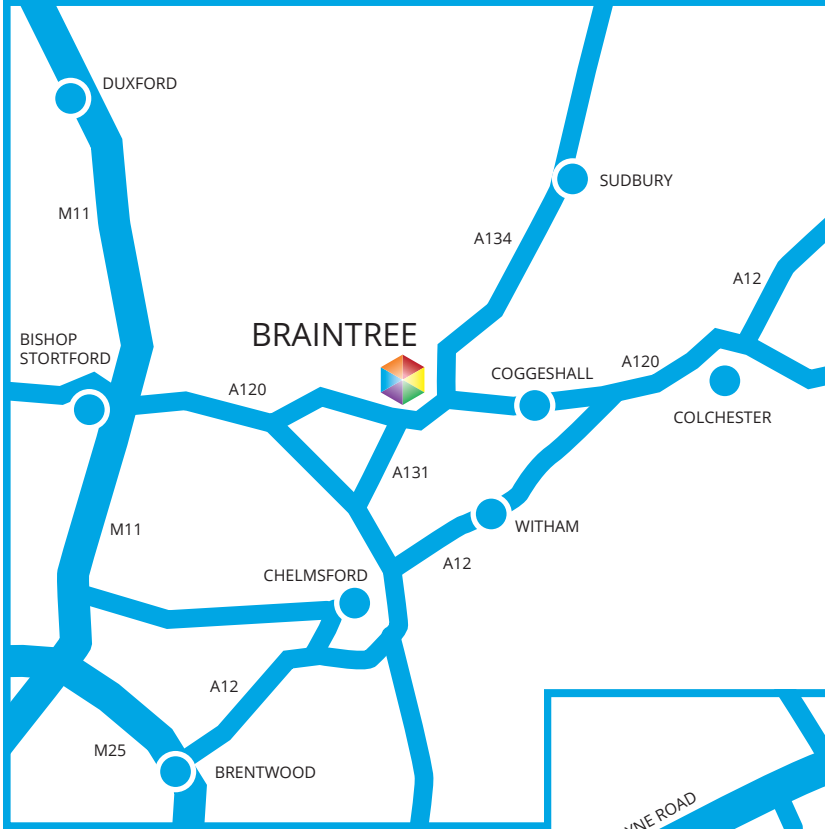 DUXFORD
SUDBURY
M11
A134
A12
BRAINTREE
BISHOP
STORTFORD
A120
COGGESHALL
A120
COLCHESTER
A131
M11
WITHAM
A12
CHELMSFORD
A12
M25
BRENTWOOD
ROAD